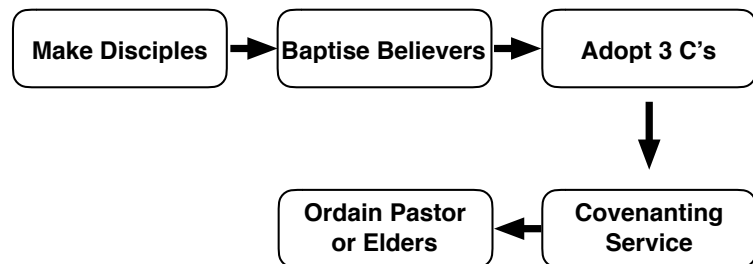 Make Disciples
Baptise Believers
Adopt 3 C's
Covenanting
Service
Ordain Pastor
or Elders